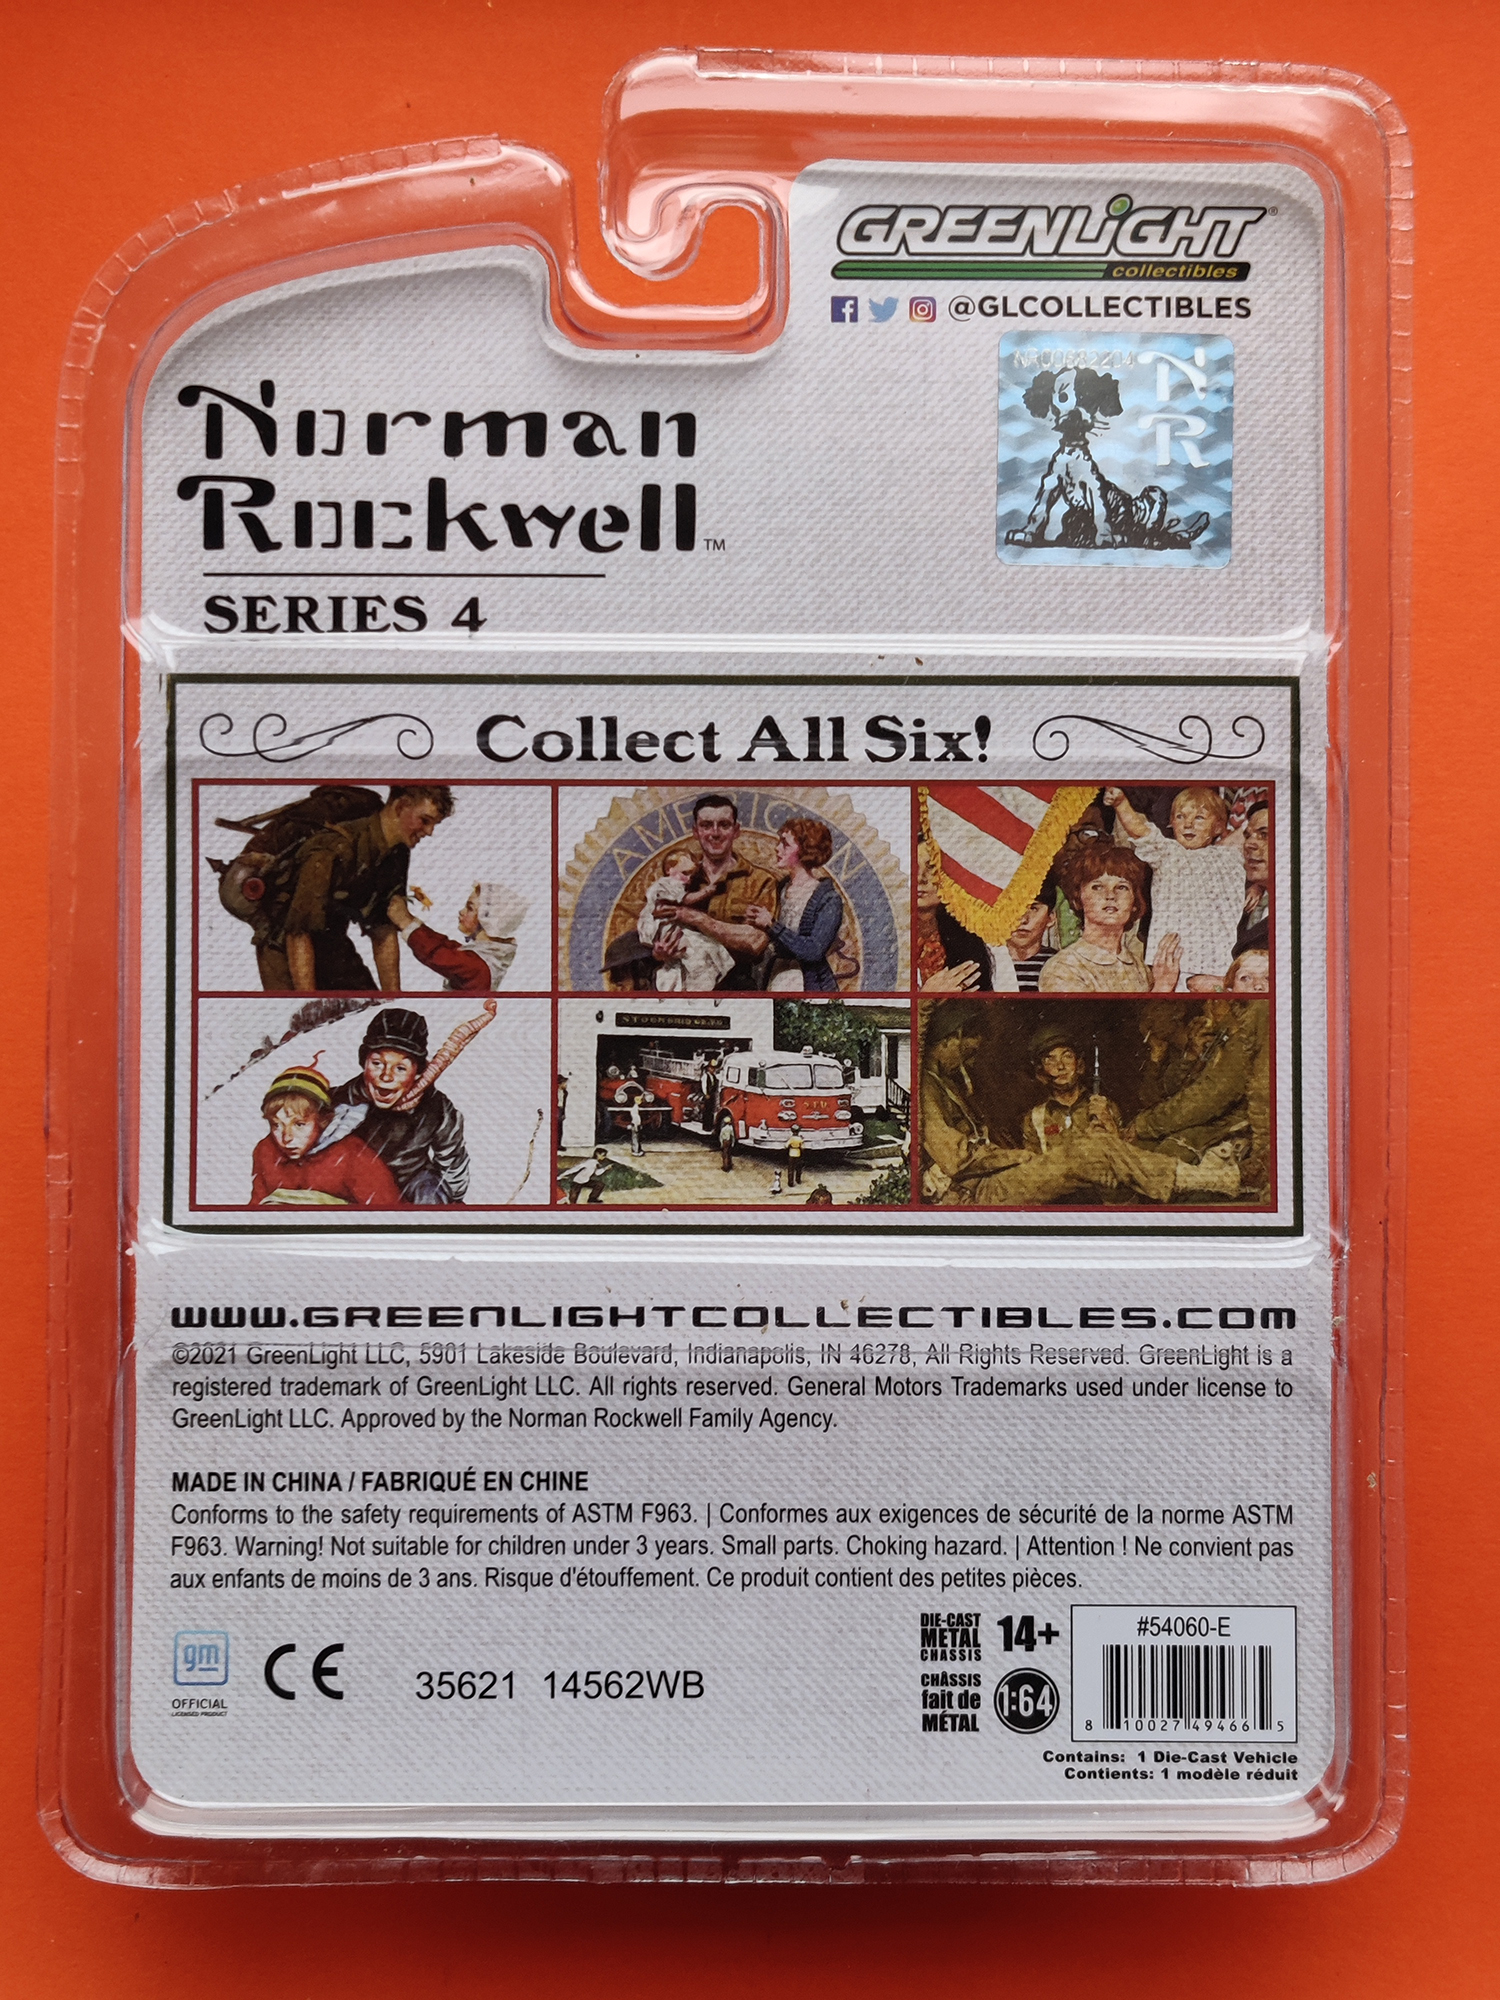 GREENLiGHT®
collectibles
@GLCOLLECTIBLES
NR00682204
N
R
Norman
Rockwell™
SERIES 4
Collect All Six!
AMERICAN
STOCKBRIDGE F.D.
SFD
WWW.GREENLIGHTCOLLECTIBLES.COM
©2021 GreenLight LLC, 5901 Lakeside Boulevard, Indianapolis, IN 46278, All Rights Reserved. GreenLight is a
registered trademark of GreenLight LLC. All rights reserved. General Motors Trademarks used under license to
GreenLight LLC. Approved by the Norman Rockwell Family Agency.
MADE IN CHINA / FABRIQUÉ EN CHINE
Conforms to the safety requirements of ASTM F963. | Conformes aux exigences de sécurité de la norme ASTM
F963. Warning! Not suitable for children under 3 years. Small parts. Choking hazard. | Attention ! Ne convient pas
aux enfants de moins de 3 ans. Risque d'étouffement. Ce produit contient des petites pièces.
gm
OFFICIAL
LICENSED PRODUCT
CE
35621 14562WB
DIE-CAST
METAL
CHASSIS
14+
CHÂSSIS
fait de
MÉTAL
1:64
#54060-E
8 10027 49466 5
Contains: 1 Die-Cast Vehicle
Contients: 1 modèle réduit